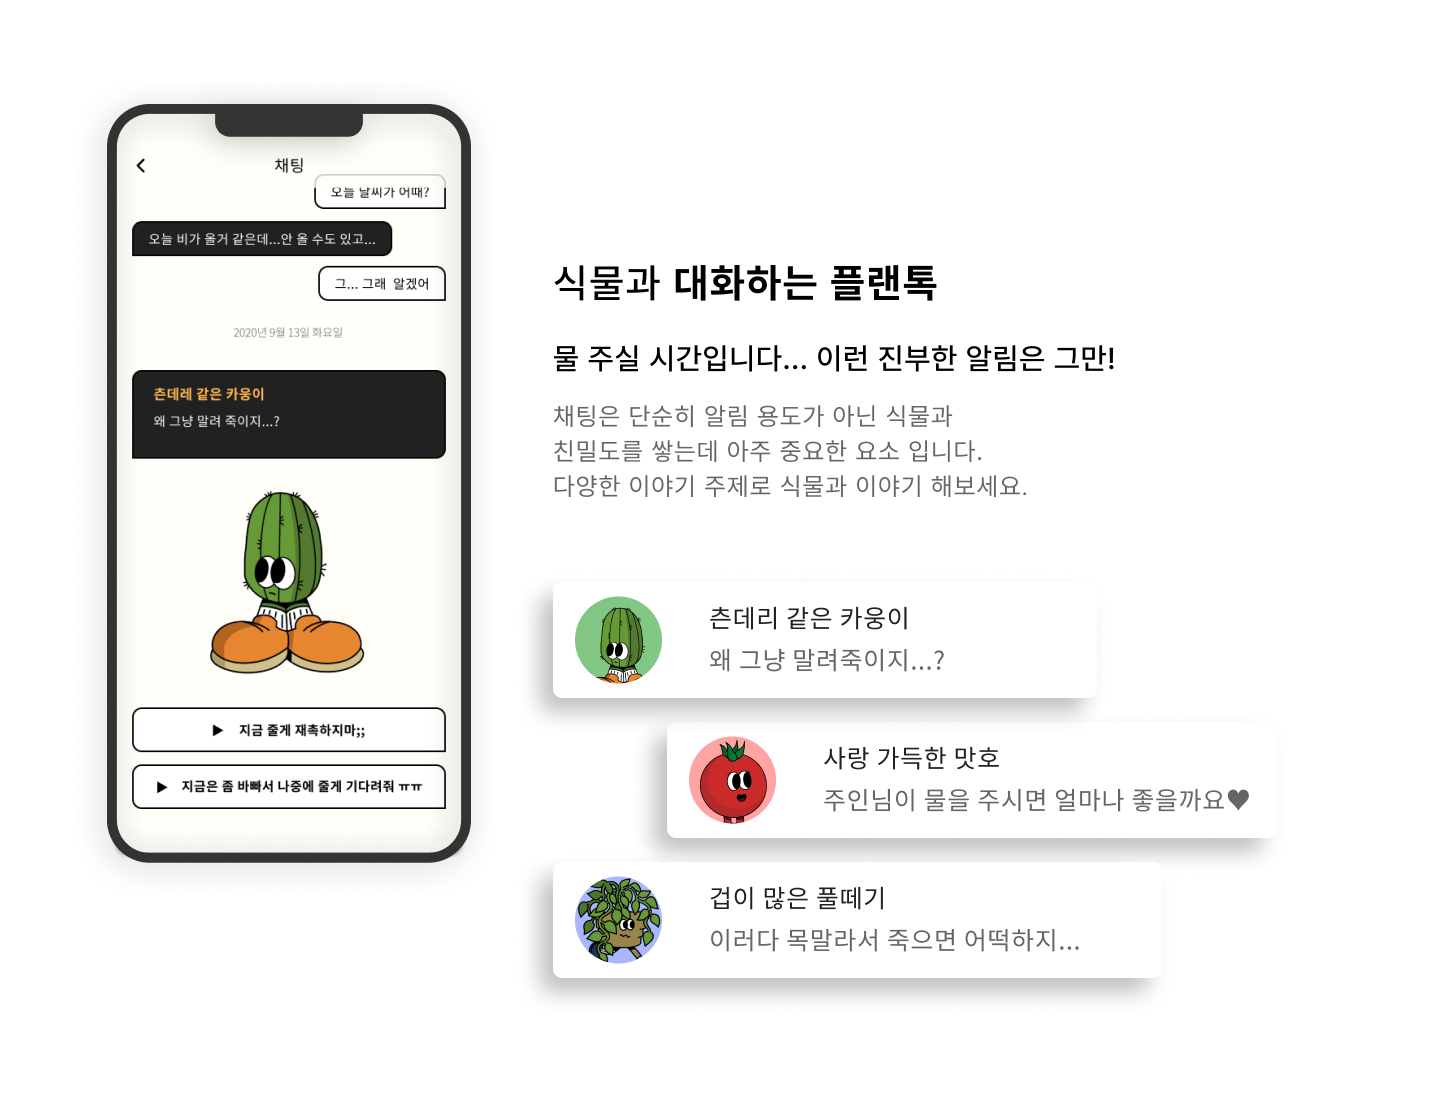 채팅
오늘 날씨가 어때?
오늘 비가 올거 같은데...안 올 수도 있고...
그... 그래 알겠어
2020년 9월 13일 화요일
츤데레 같은 카웅이
왜 그냥 말려 죽이지...?
▶ 지금 줄게 재촉하지마;;
▶ 지금은 좀 바빠서 나중에 줄게 기다려줘 ㅠㅠ
식물과 대화하는 플랜톡
물 주실 시간입니다... 이런 진부한 알림은 그만!
채팅은 단순히 알림 용도가 아닌 식물과
친밀도를 쌓는데 아주 중요한 요소 입니다.
다양한 이야기 주제로 식물과 이야기 해보세요.
츤데리 같은 카웅이
왜 그냥 말려죽이지...?
사랑 가득한 맛호
주인님이 물을 주시면 얼마나 좋을까요♥
겁이 많은 풀떼기
이러다 목말라서 죽으면 어떡하지...